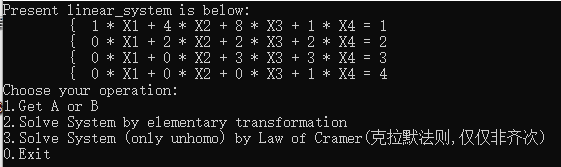 Present linear_system is below:
{ 1 * X1 + 4 * X2 + 8 * X3 + 1 * X4 = 1
{ 0 * X1 + 2 * X2 + 2 * X3 + 2 * X4 = 2
{ 0 * X1 + 0 * X2 + 3 * X3 + 3 * X4 = 3
{ 0 * X1 + 0 * X2 + 0 * X3 + 1 * X4 = 4
Choose your operation:
1.Get A or B
2.Solve System by elementary transformation
3.Solve System (only unhomo) by Law of Cramer(克拉默法则,仅仅非齐次)
0.Exit